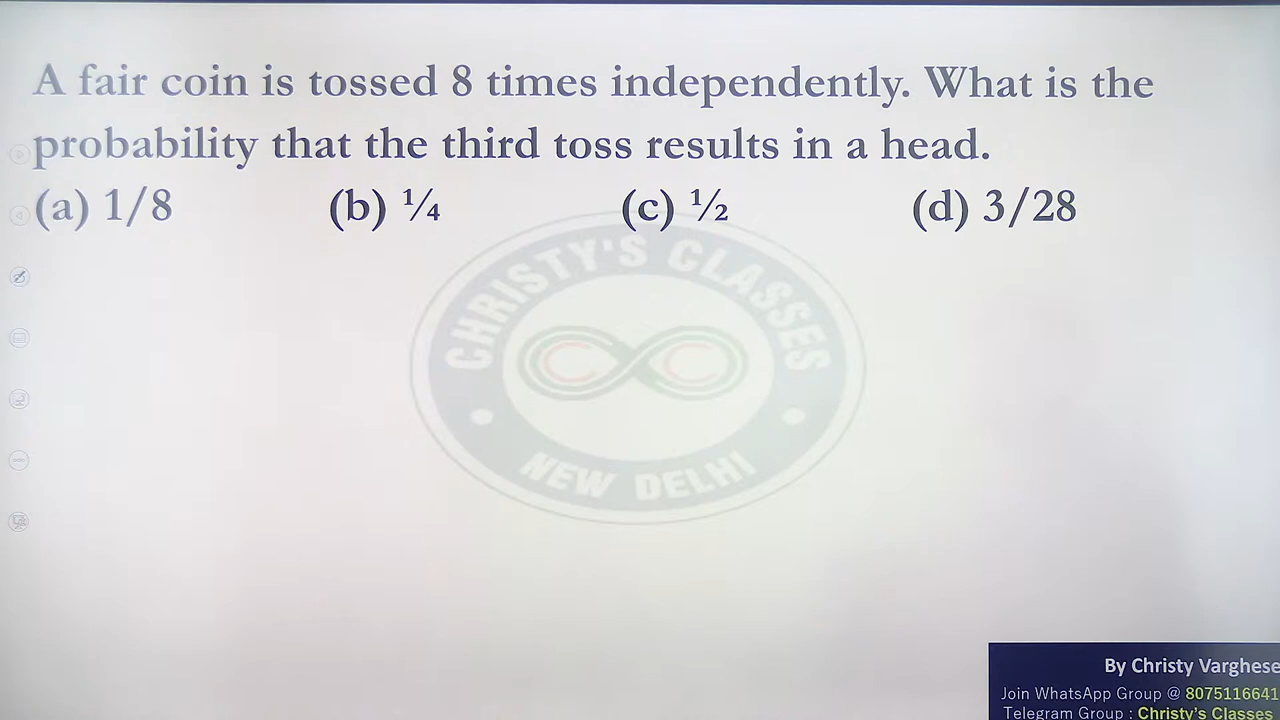 A fair coin is tossed 8 times independently. What is the
probability that the third toss results in a head.
(a) 1/8 (b) ¼ (c) ½ (d) 3/28
CHRISTY'S CLASSES
CC
NEW DELHI
By Christy Varghese
Join WhatsApp Group @ 8075116641
Telegram Group : Christy's Classes